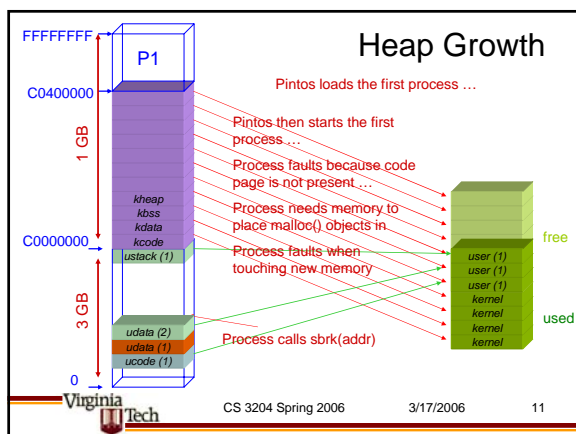 Heap Growth
FFFFFFFF
P1
C0400000
1 GB
Pintos loads the first process …
Pintos then starts the first
process …
Process faults because code
page is not present …
Process needs memory to
place malloc() objects in
Process faults when
touching new memory
Process calls sbrk(addr)
kheap
kbss
kdata
kcode
C0000000
ustack (1)
3 GB
udata (2)
udata (1)
ucode (1)
0
free
user (1)
user (1)
user (1)
kernel
kernel
kernel
kernel
used
Virginia
Tech
CS 3204 Spring 2006
3/17/2006
11